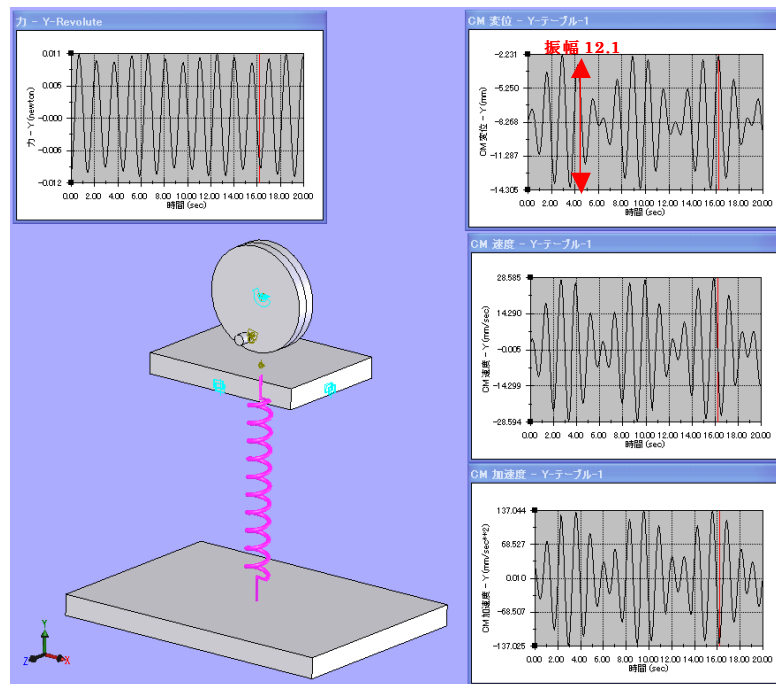 力 - Y-Revolute
力 - Y(newton)
0.011
0.005
-0.000
-0.006
-0.012
0.00 2.00 4.00 6.00 8.00 10.00 12.00 14.00 16.00 18.00 20.00
時間 (sec)
CM 変位 - Y-テーブル-1
振幅 12.1
CM 変位 - Y(mm)
-2.231
-5.250
-8.268
-11.287
-14.305
0.00 2.00 4.00 6.00 8.00 10.00 12.00 14.00 16.00 18.00 20.00
時間 (sec)
CM 速度 - Y-テーブル-1
CM 速度 - Y(mm/sec)
28.585
14.290
-0.005
-14.299
-28.594
0.00 2.00 4.00 6.00 8.00 10.00 12.00 14.00 16.00 18.00 20.00
時間 (sec)
CM 加速度 - Y-テーブル-1
CM 加速度 - Y(mm/sec**2)
137.044
68.527
0.010
-68.507
-137.025
0.00 2.00 4.00 6.00 8.00 10.00 12.00 14.00 16.00 18.00 20.00
時間 (sec)
Y
Z X